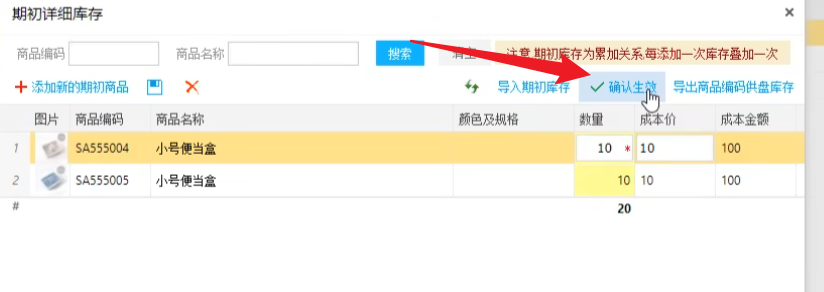 期初详细库存
商品编码 商品名称 搜索 清空 注意,期初库存为累加关系,每添加一次库存叠加一次
添加新的期初商品 导入期初库存 确认生效 导出商品编码供盘库存
图片 商品编码 商品名称 颜色及规格 数量 成本价 成本金额
1 SA555004 小号便当盒 10 * 10 100
2 SA555005 小号便当盒 10 10 100
# 20